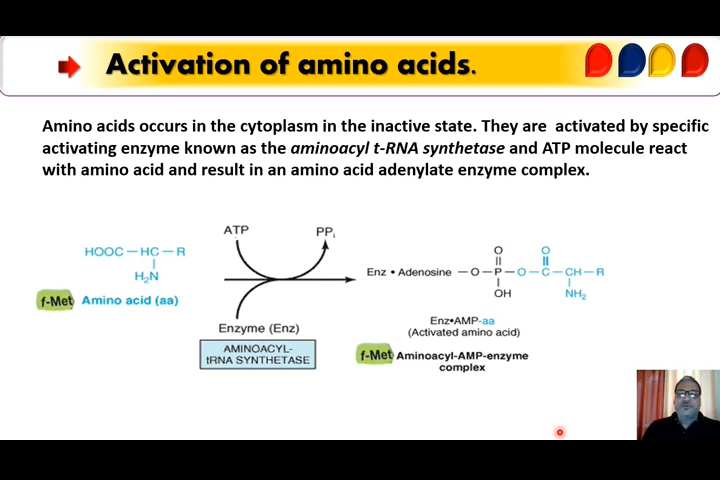 Activation of amino acids.
Amino acids occurs in the cytoplasm in the inactive state. They are activated by specific
activating enzyme known as the aminoacyl t-RNA synthetase and ATP molecule react
with amino acid and result in an amino acid adenylate enzyme complex.
ATP
PPi
HOOC — HC — R
H₂N
f-Met Amino acid (aa)
Enzyme (Enz)
AMINOACYL-
tRNA SYNTHETASE
O O
Enz • Adenosine — O — P — O — C — CH — R
OH NH₂
Enz•AMP-aa
(Activated amino acid)
f-Met Aminoacyl-AMP-enzyme
complex